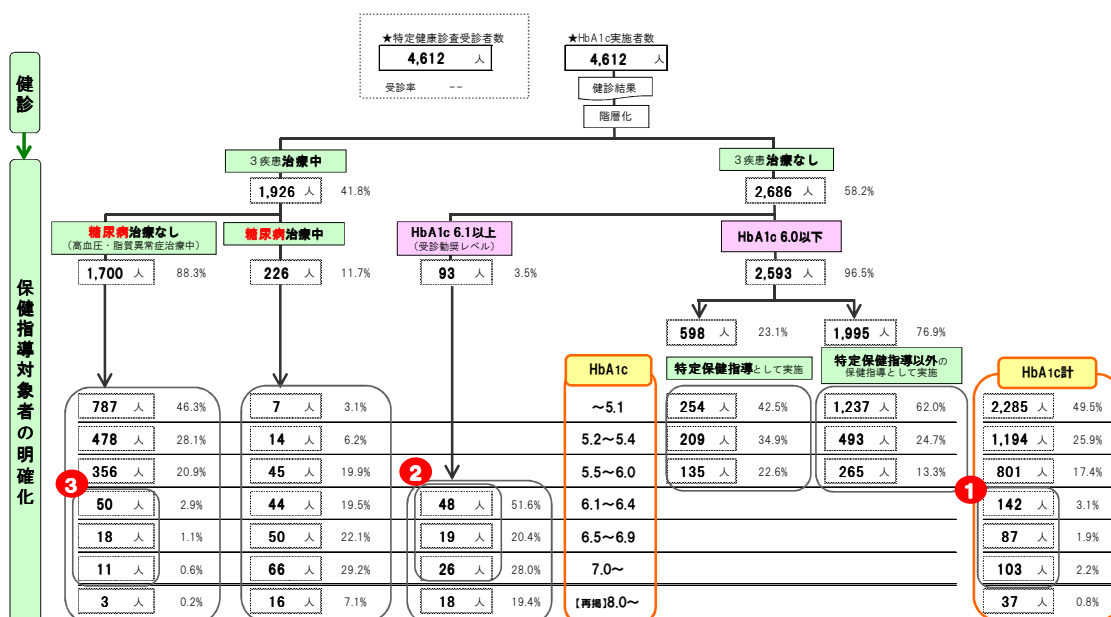 ★特定健康診査受診者数
4,612 人
受診率 --
★HbA1c実施者数
4,612 人
健診結果
階層化
健診
保健指導対象者の明確化
3疾患治療中
1,926 人 41.8%
3疾患治療なし
2,686 人 58.2%
糖尿病治療なし
(高血圧・脂質異常症治療中)
1,700 人 88.3%
糖尿病治療中
226 人 11.7%
HbA1c 6.1以上
(受診勧奨レベル)
93 人 3.5%
HbA1c 6.0以下
2,593 人 96.5%
598 人 23.1%
1,995 人 76.9%
HbA1c
特定保健指導として実施
特定保健指導以外の
保健指導として実施
HbA1c計
787 人 46.3% 7 人 3.1% ～5.1 254 人 42.5% 1,237 人 62.0% 2,285 人 49.5%
478 人 28.1% 14 人 6.2% 5.2～5.4 209 人 34.9% 493 人 24.7% 1,194 人 25.9%
356 人 20.9% 45 人 19.9% 5.5～6.0 135 人 22.6% 265 人 13.3% 801 人 17.4%
3 2 1
50 人 2.9% 44 人 19.5% 48 人 51.6% 6.1～6.4 142 人 3.1%
18 人 1.1% 50 人 22.1% 19 人 20.4% 6.5～6.9 87 人 1.9%
11 人 0.6% 66 人 29.2% 26 人 28.0% 7.0～ 103 人 2.2%
3 人 0.2% 16 人 7.1% 18 人 19.4% 【再掲】8.0～ 37 人 0.8%